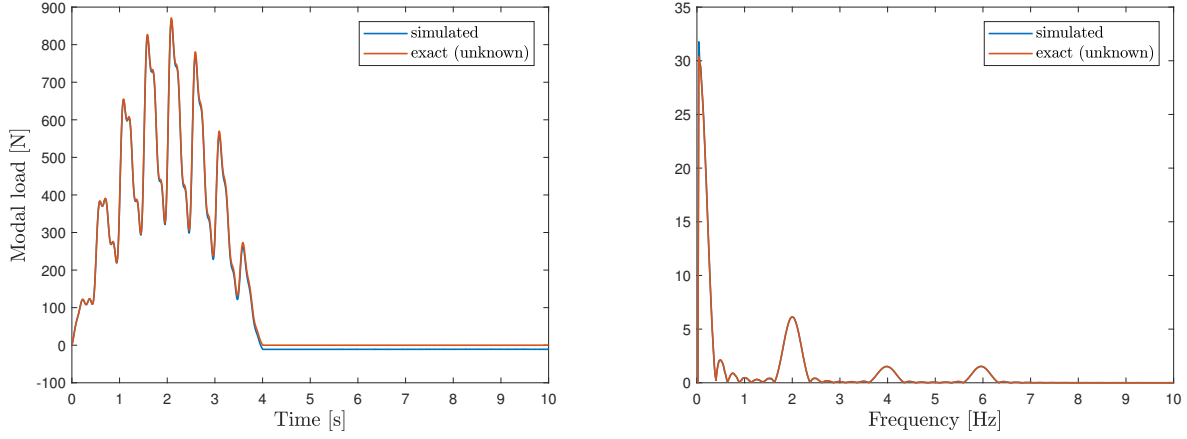 900
800
700
600
500
400
300
200
100
0
-100
0 1 2 3 4 5 6 7 8 9 10
Modal load [N]
Time [s]
simulated
exact (unknown)
35
30
25
20
15
10
5
0
0 1 2 3 4 5 6 7 8 9 10
Frequency [Hz]
simulated
exact (unknown)